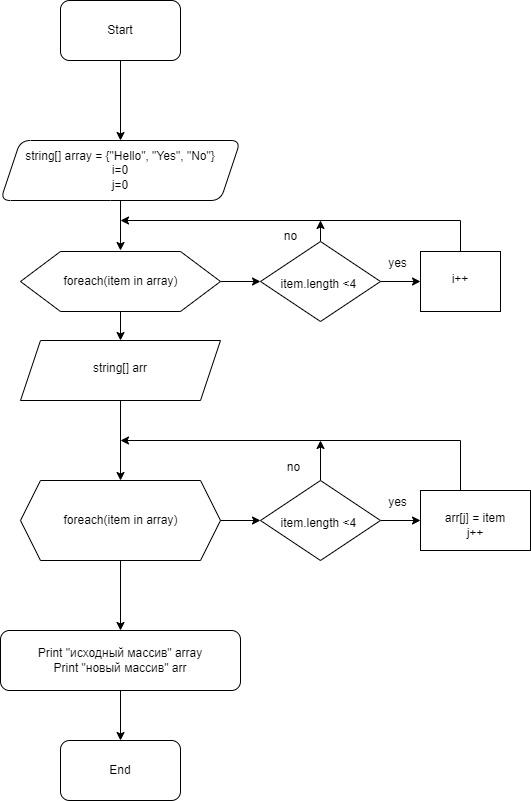 Start
string[] array = {"Hello", "Yes", "No"}
i=0
j=0
foreach(item in array)
no
item.length <4
yes
i++
string[] arr
foreach(item in array)
no
item.length <4
yes
arr[j] = item
j++
Print "исходный массив" array
Print "новый массив" arr
End